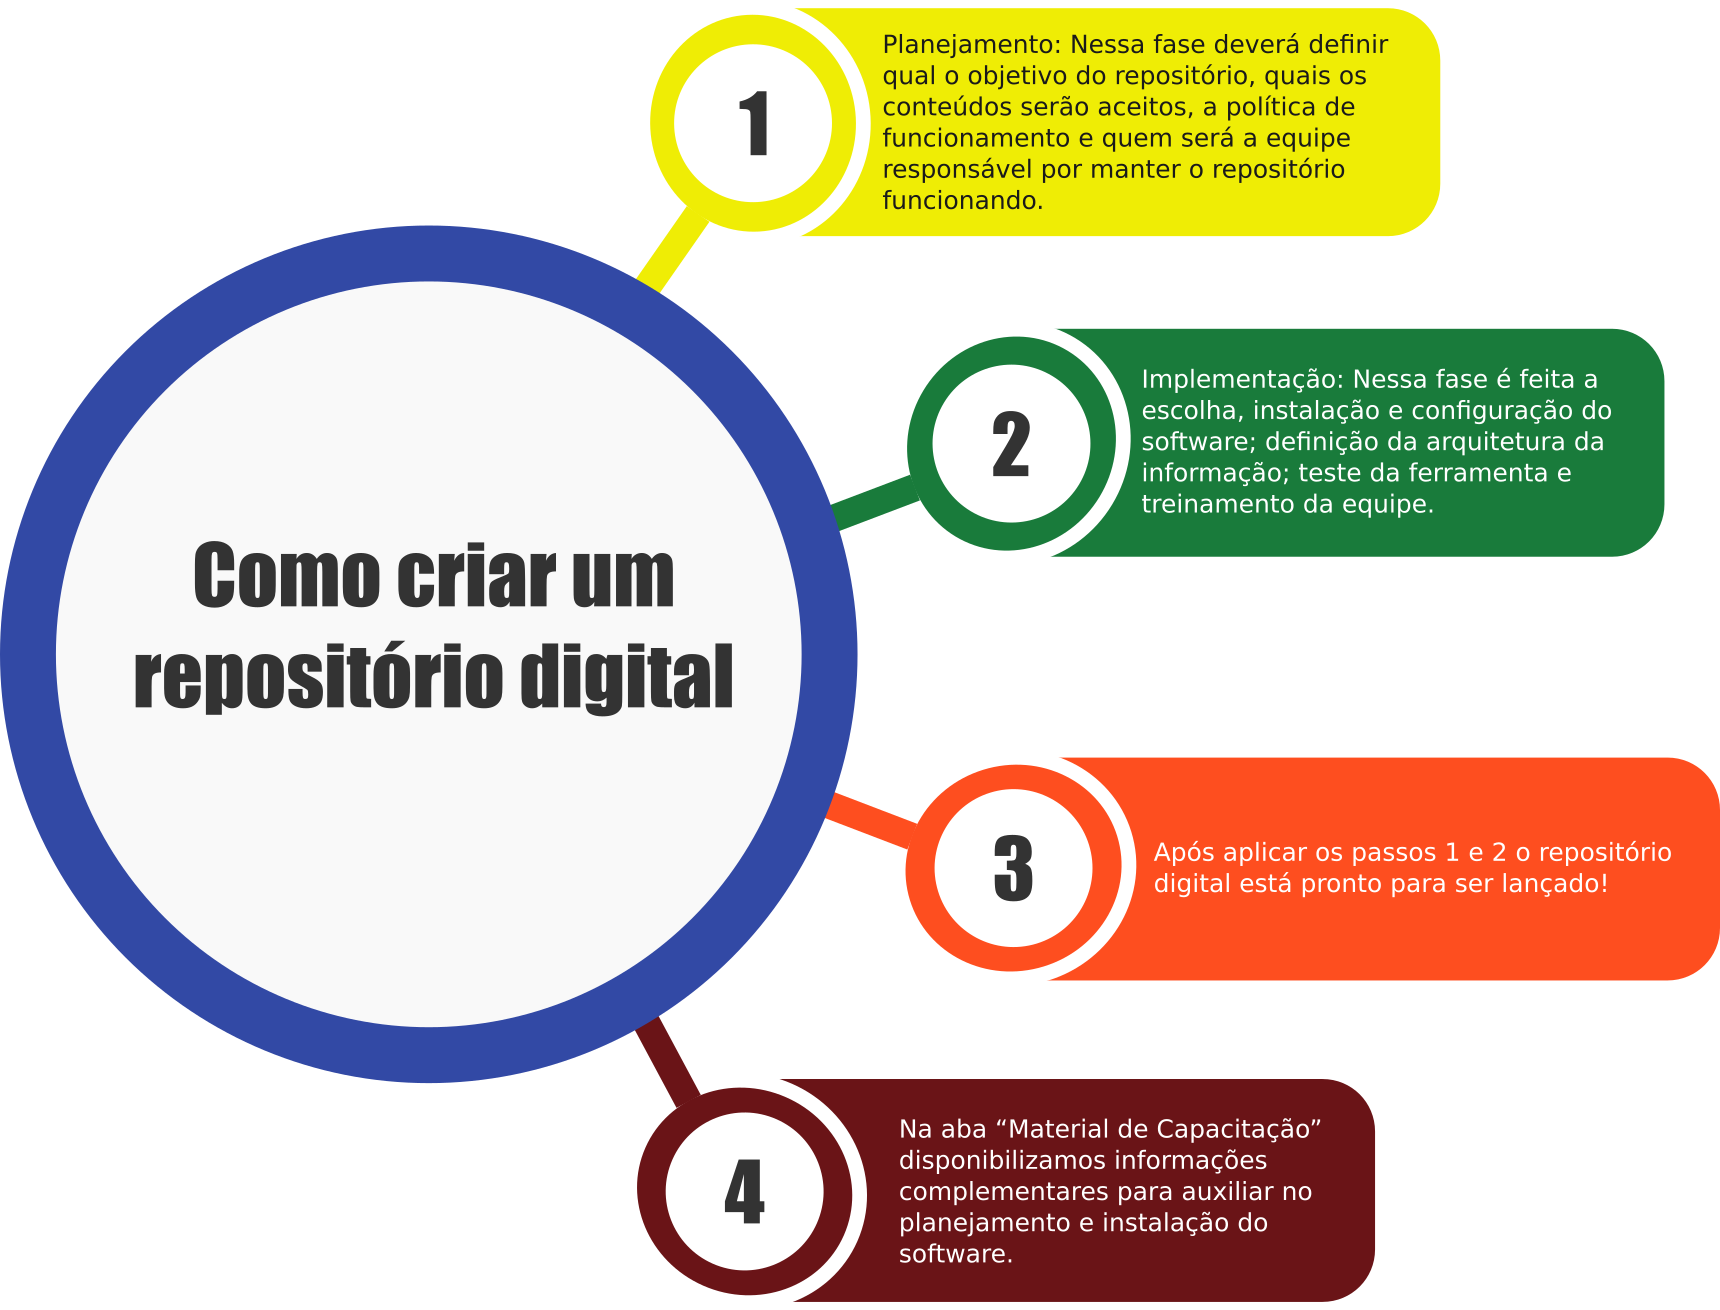 Como criar um
repositório digital
1
Planejamento: Nessa fase deverá definir
qual o objetivo do repositório, quais os
conteúdos serão aceitos, a política de
funcionamento e quem será a equipe
responsável por manter o repositório
funcionando.
2
Implementação: Nessa fase é feita a
escolha, instalação e configuração do
software; definição da arquitetura da
informação; teste da ferramenta e
treinamento da equipe.
3
Após aplicar os passos 1 e 2 o repositório
digital está pronto para ser lançado!
4
Na aba “Material de Capacitação”
disponibilizamos informações
complementares para auxiliar no
planejamento e instalação do
software.